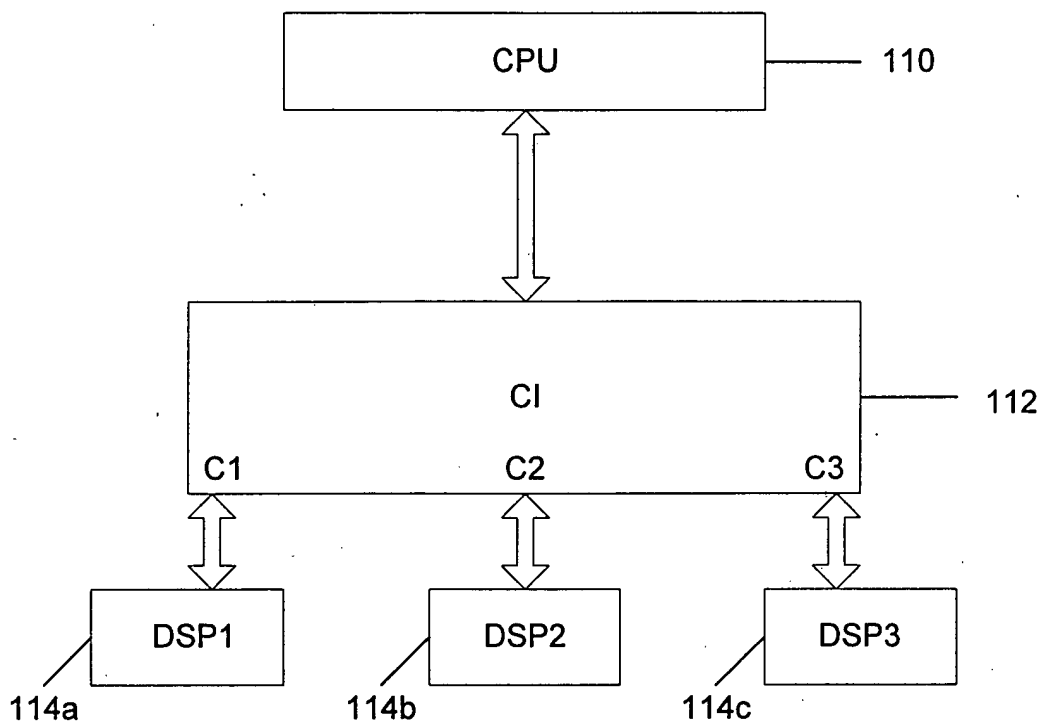 CPU
110
CI
112
C1 C2 C3
DSP1 DSP2 DSP3
114a 114b 114c